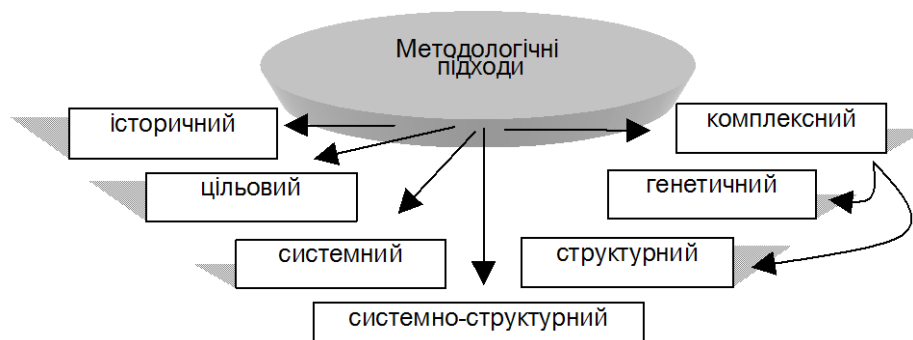 Методологічні
підходи
історичний
комплексний
цільовий
генетичний
системний
структурний
системно-структурний